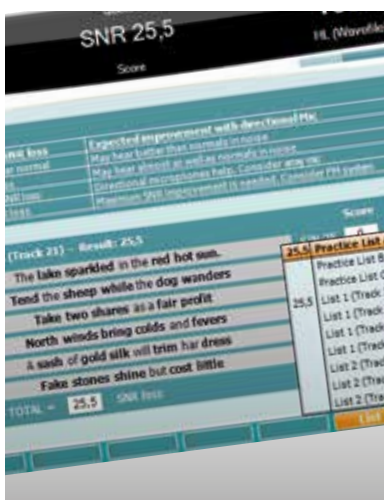 SNR 25,5
Score
HL (Wavefile
SNR loss Expected improvement with directional Mic
normal May hear better than normals in noise
May hear almost as well as normals in noise
Directional microphones help. Consider
Maximum SNR improvement is needed. Consider FM system
Score
(Track 21) - Result: 25,5
0
The lake sparkled in the red hot sun.
Tend the sheep while the dog wanders
Take two shares as a fair profit
North winds bring colds and fevers
A sash of gold silk will trim her dress
Fake stones shine but cost little
TOTAL = 25,5 SNR loss
25,5 Practice List
Practice List B
Practice List C
25,5 List 1 (Track
List 1 (Track
List 1 (Track
List 1 (Track
List 2 (Track
List 2 (Trac
List 2 (Trac
List